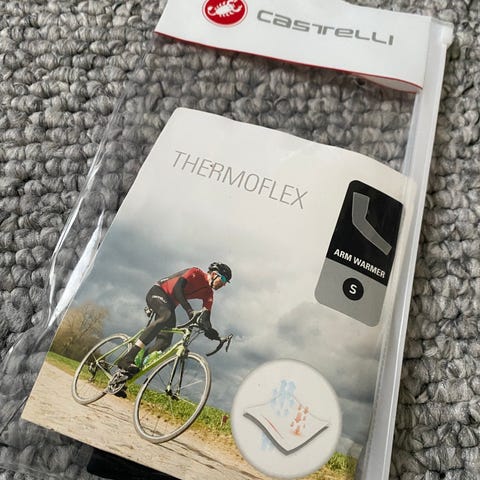 CASTELLI
THERMOFLEX
ARM WARMER
S